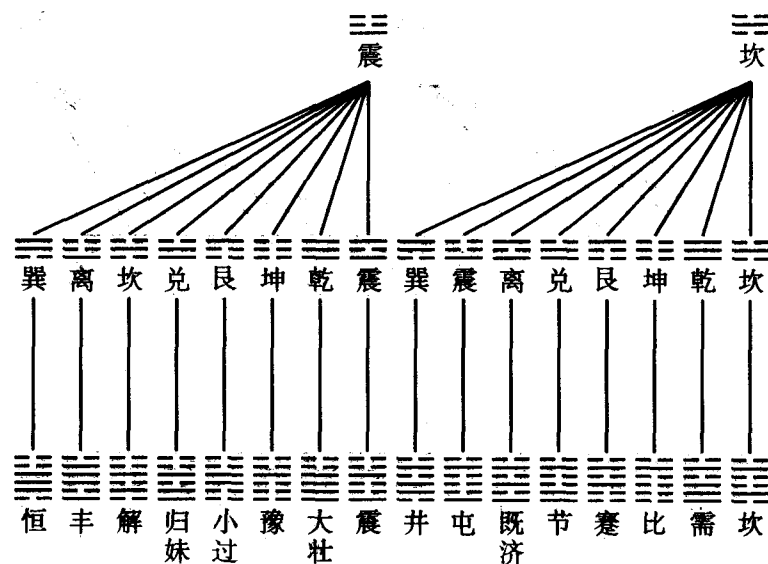 震 坎
巽 离 坎 兑 艮 坤 乾 震 巽 震 离 兑 艮 坤 乾 坎
恒 丰 解 归妹 小过 豫 大壮 震 井 屯 既济 节 蹇 比 需 坎